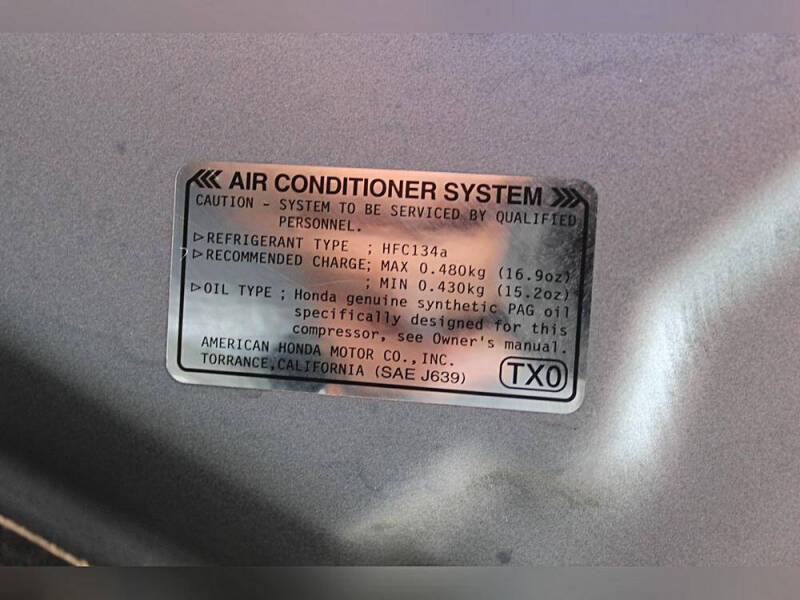 AIR CONDITIONER SYSTEM
CAUTION - SYSTEM TO BE SERVICED BY QUALIFIED
PERSONNEL.
▷REFRIGERANT TYPE ; HFC134a
▷RECOMMENDED CHARGE; MAX 0.480kg (16.9oz)
; MIN 0.430kg (15.2oz)
▷OIL TYPE ; Honda genuine synthetic PAG oil
specifically designed for this
compressor, see Owner's manual.
AMERICAN HONDA MOTOR CO., INC.
TORRANCE, CALIFORNIA (SAE J639)
TX0